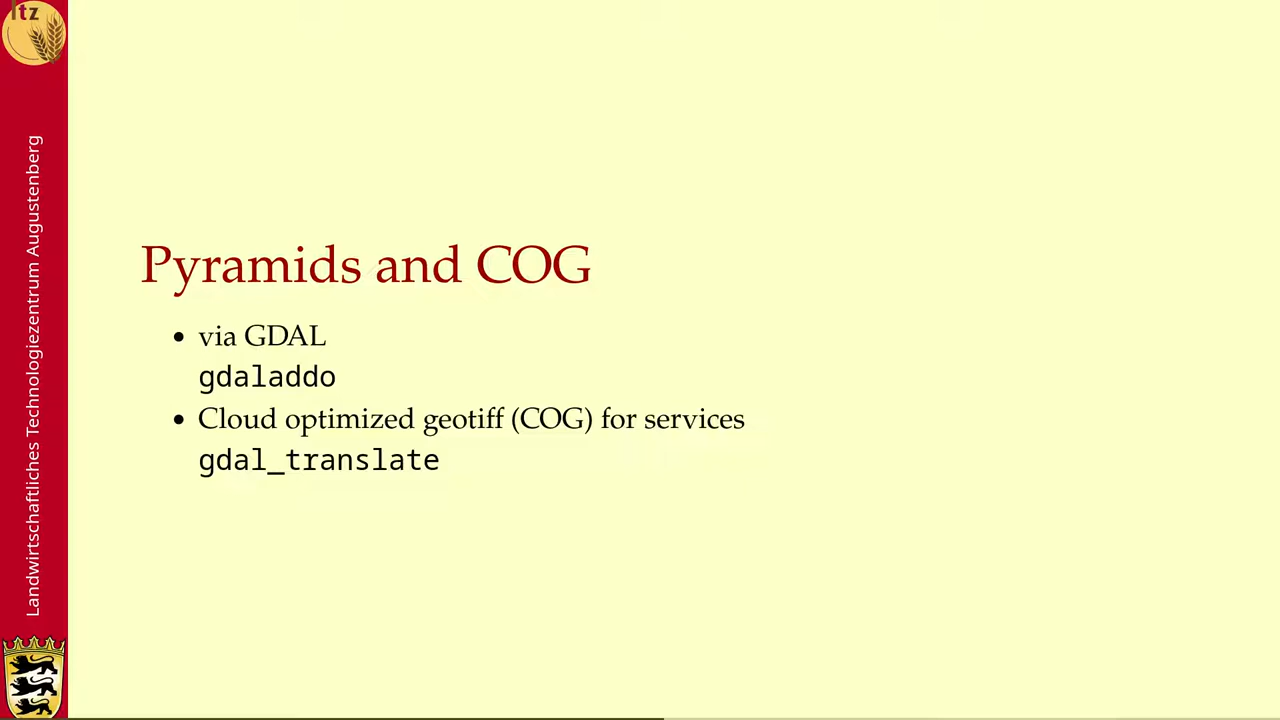 ltz
Landwirtschaftliches Technologiezentrum Augustenberg
Pyramids and COG
• via GDAL
gdaladdo
• Cloud optimized geotiff (COG) for services
gdal_translate